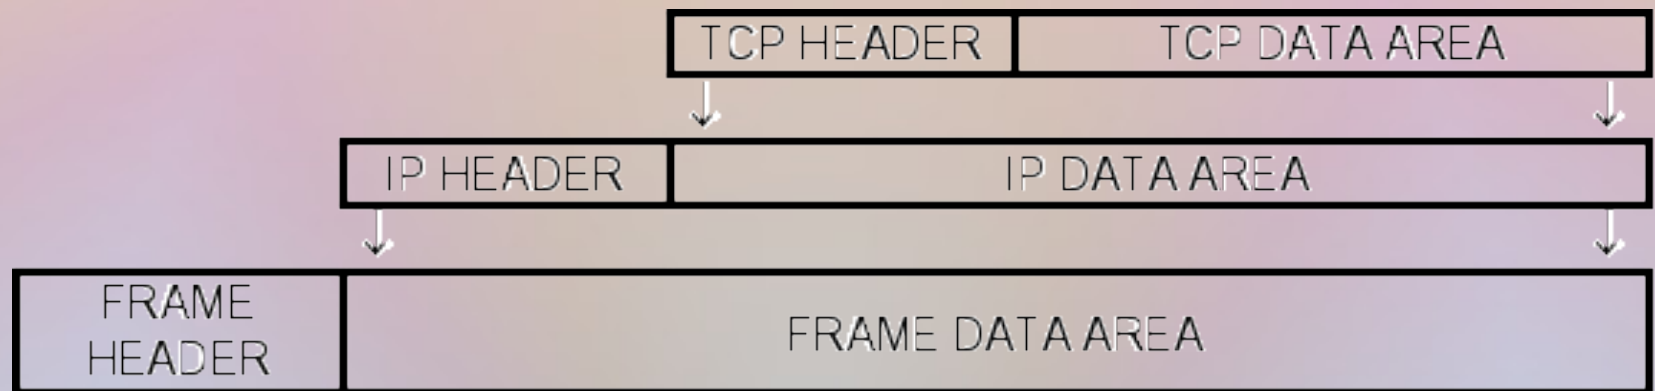 TCP HEADER TCP DATA AREA
IP HEADER IP DATA AREA
FRAME
HEADER
FRAME DATA AREA